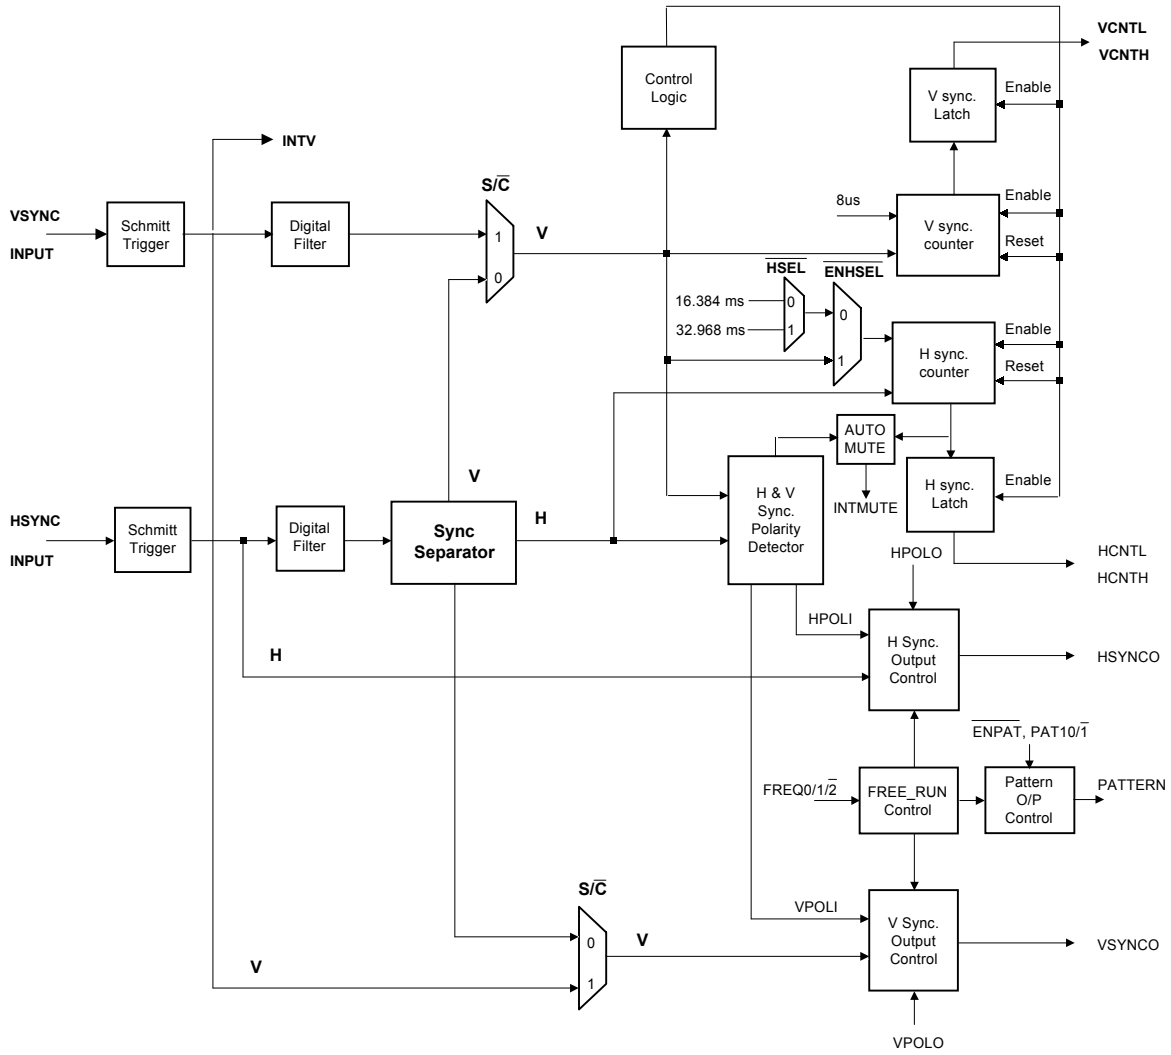 VCNTL
VCNTH
Control
Logic
V sync.
Latch
Enable
INTV
S/C̅
8us
Enable
VSYNC
INPUT
Schmitt
Trigger
Digital
Filter
1
0
V
V sync.
counter
Reset
HSEL
ENHSEL
16.384 ms
32.968 ms
0
1
0
1
H sync.
counter
Enable
Reset
AUTO
MUTE
V
H sync.
Latch
Enable
HSYNC
INPUT
Schmitt
Trigger
Digital
Filter
Sync
Separator
H
H & V
Sync.
Polarity
Detector
INTMUTE
HPOLO
HCNTL
HCNTH
HPOLI
H
H Sync.
Output
Control
HSYNCO
ENPAT, PAT10/1̅
FREQ0/1/2̅
FREE_RUN
Control
Pattern
O/P
Control
PATTERN
S/C̅
VPOLI
0
1
V
V
V Sync.
Output
Control
VSYNCO
VPOLO